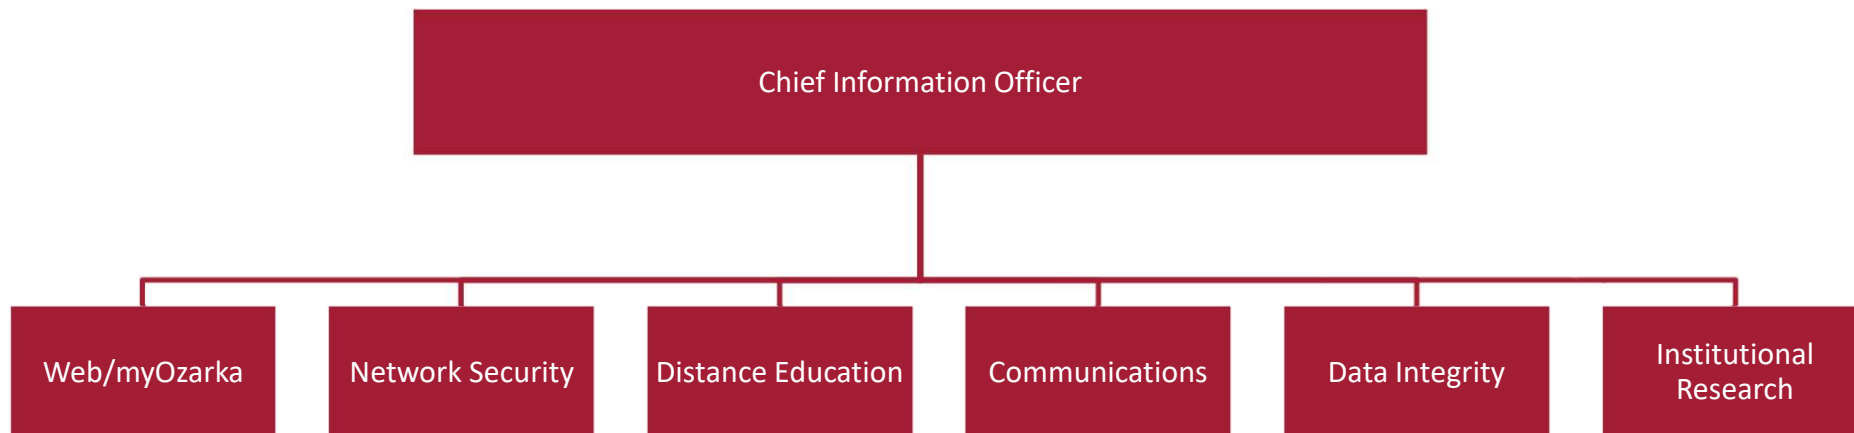 Chief Information Officer
Web/myOzarka
Network Security
Distance Education
Communications
Data Integrity
Institutional
Research